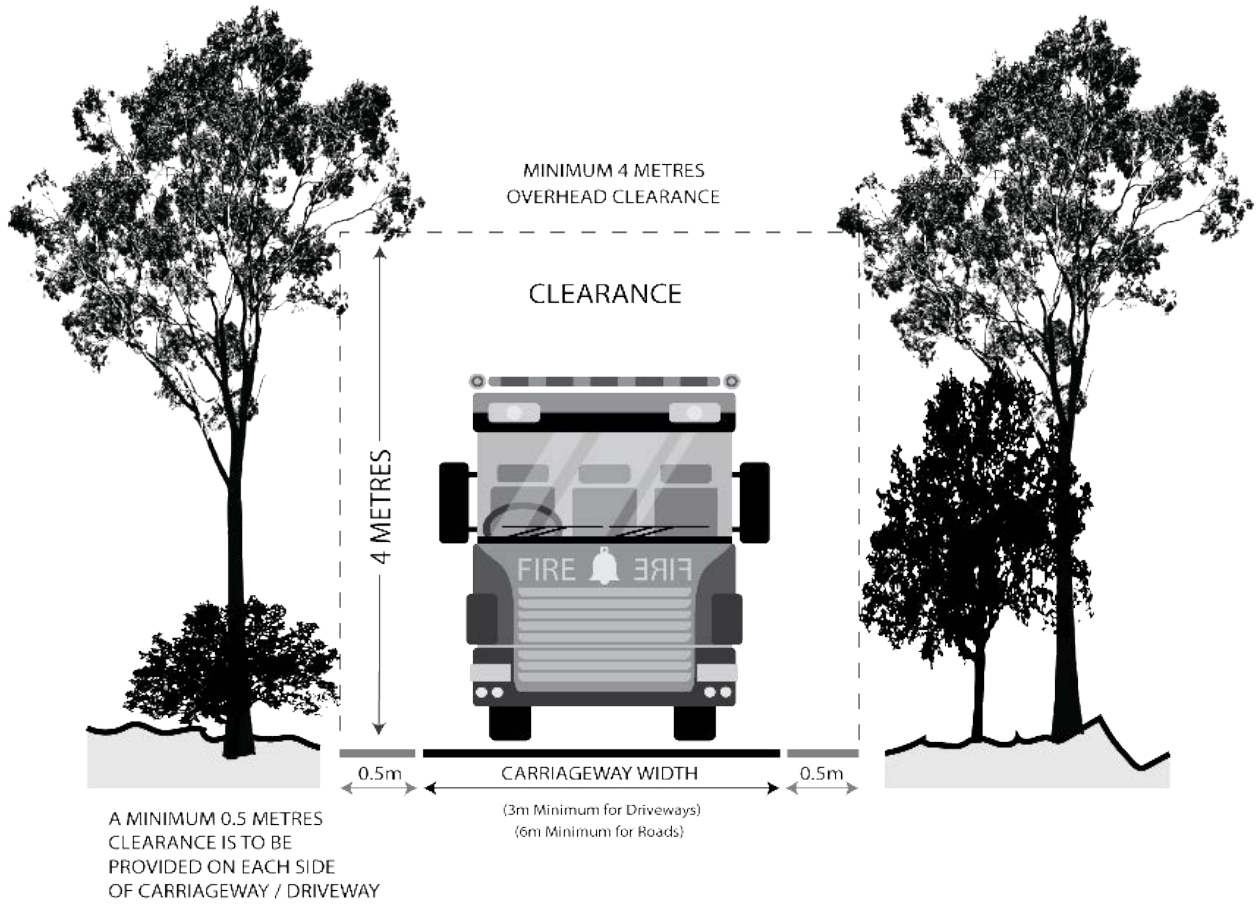 MINIMUM 4 METRES
OVERHEAD CLEARANCE
CLEARANCE
4 METRES
FIRE FIRE
0.5m
CARRIAGEWAY WIDTH
0.5m
(3m Minimum for Driveways)
(6m Minimum for Roads)
A MINIMUM 0.5 METRES
CLEARANCE IS TO BE
PROVIDED ON EACH SIDE
OF CARRIAGEWAY / DRIVEWAY